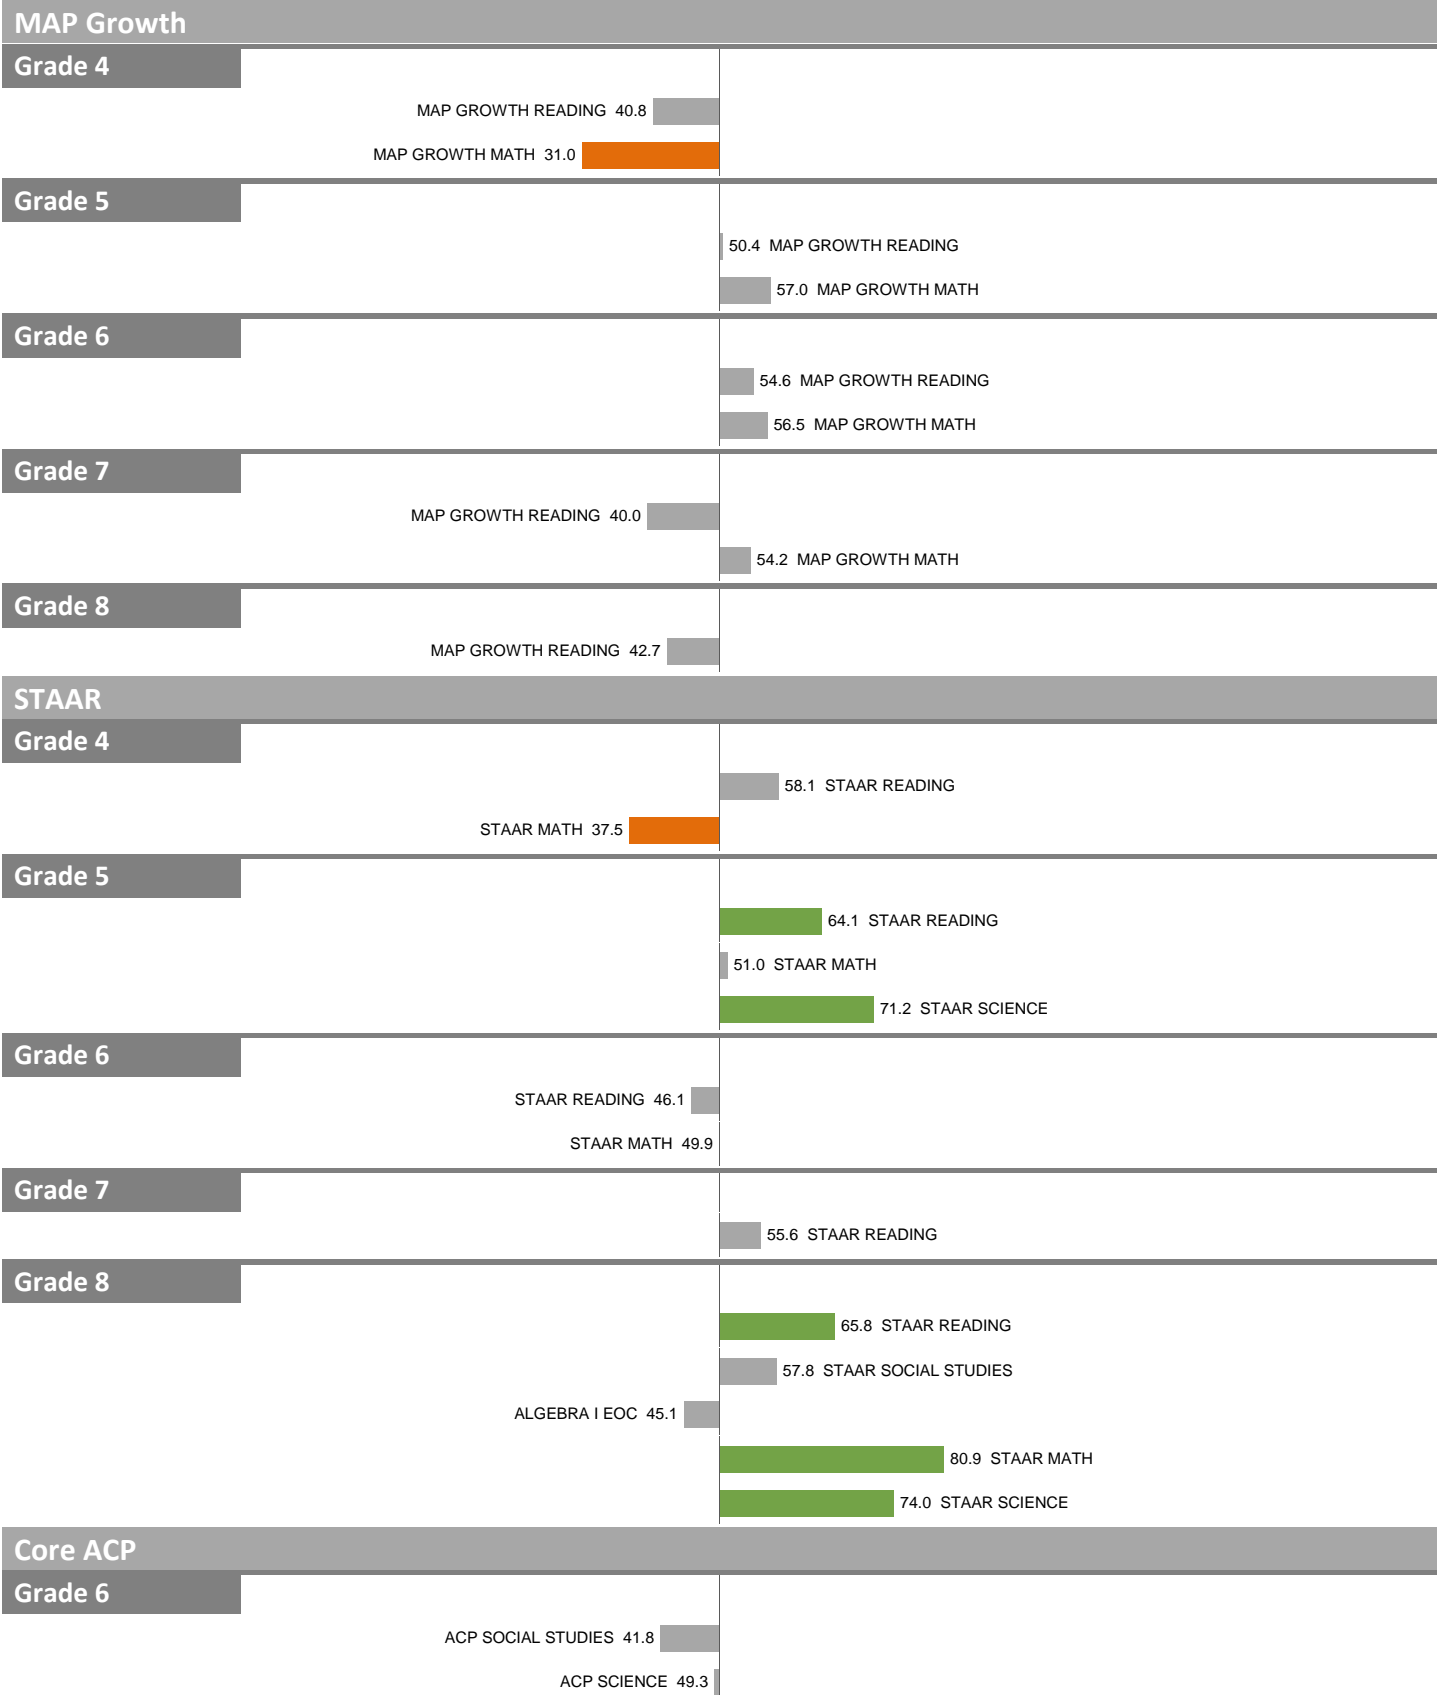 MAP Growth
Grade 4
MAP GROWTH READING 40.8
MAP GROWTH MATH 31.0
Grade 5
50.4 MAP GROWTH READING
57.0 MAP GROWTH MATH
Grade 6
54.6 MAP GROWTH READING
56.5 MAP GROWTH MATH
Grade 7
MAP GROWTH READING 40.0
54.2 MAP GROWTH MATH
Grade 8
MAP GROWTH READING 42.7
STAAR
Grade 4
58.1 STAAR READING
STAAR MATH 37.5
Grade 5
64.1 STAAR READING
51.0 STAAR MATH
71.2 STAAR SCIENCE
Grade 6
STAAR READING 46.1
STAAR MATH 49.9
Grade 7
55.6 STAAR READING
Grade 8
65.8 STAAR READING
57.8 STAAR SOCIAL STUDIES
ALGEBRA I EOC 45.1
80.9 STAAR MATH
74.0 STAAR SCIENCE
Core ACP
Grade 6
ACP SOCIAL STUDIES 41.8
ACP SCIENCE 49.3